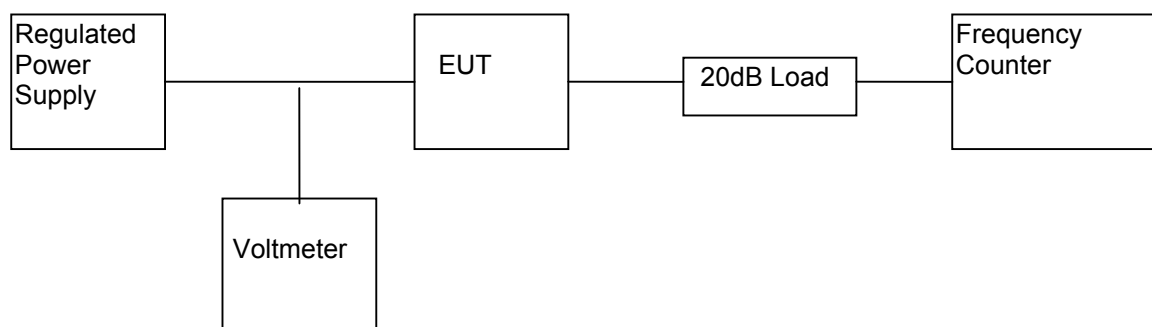 Regulated
Power
Supply
EUT
20dB Load
Frequency
Counter
Voltmeter